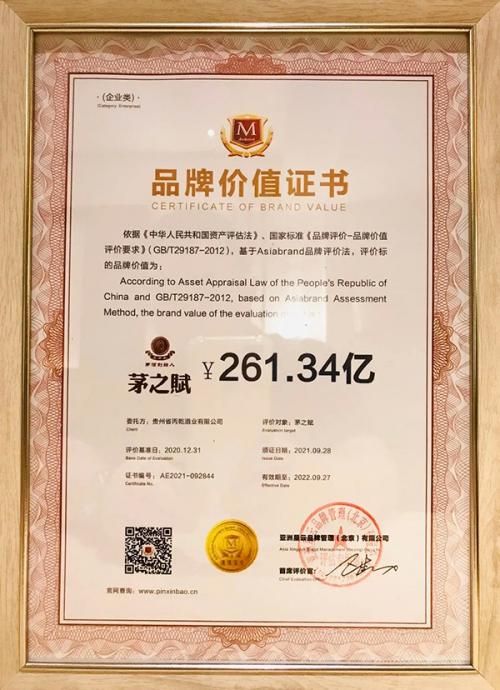 ·(企业类)·
(Category: Enterprise)
M
品牌价值证书
CERTIFICATE OF BRAND VALUE
依据《中华人民共和国资产评估法》、国家标准《品牌评价-品牌价值
评价要求》(GB/T29187-2012)，基于Asiabrand品牌评价法，评价标
的品牌价值为：
According to Asset Appraisal Law of the People's Republic of
China and GB/T29187-2012, based on Asiabrand Assessment
Method, the brand value of the evaluation
茅之赋 ¥261.34亿
委托方：贵州省丙乾酒业有限公司 评价对象：茅之赋
Client Evaluation target
评价基准日：2020.12.31 颁证日期：2021.09.28
Base Date of Evaluation Issue Date
证书编号：AE2021-092844 有效期至：2022.09.27
Certificate No. Effective Date
亚洲星云品牌管理（北京）有限公司
首席评价官：
Chief Evaluation Officer
官网查询：www.pinxinbao.cn